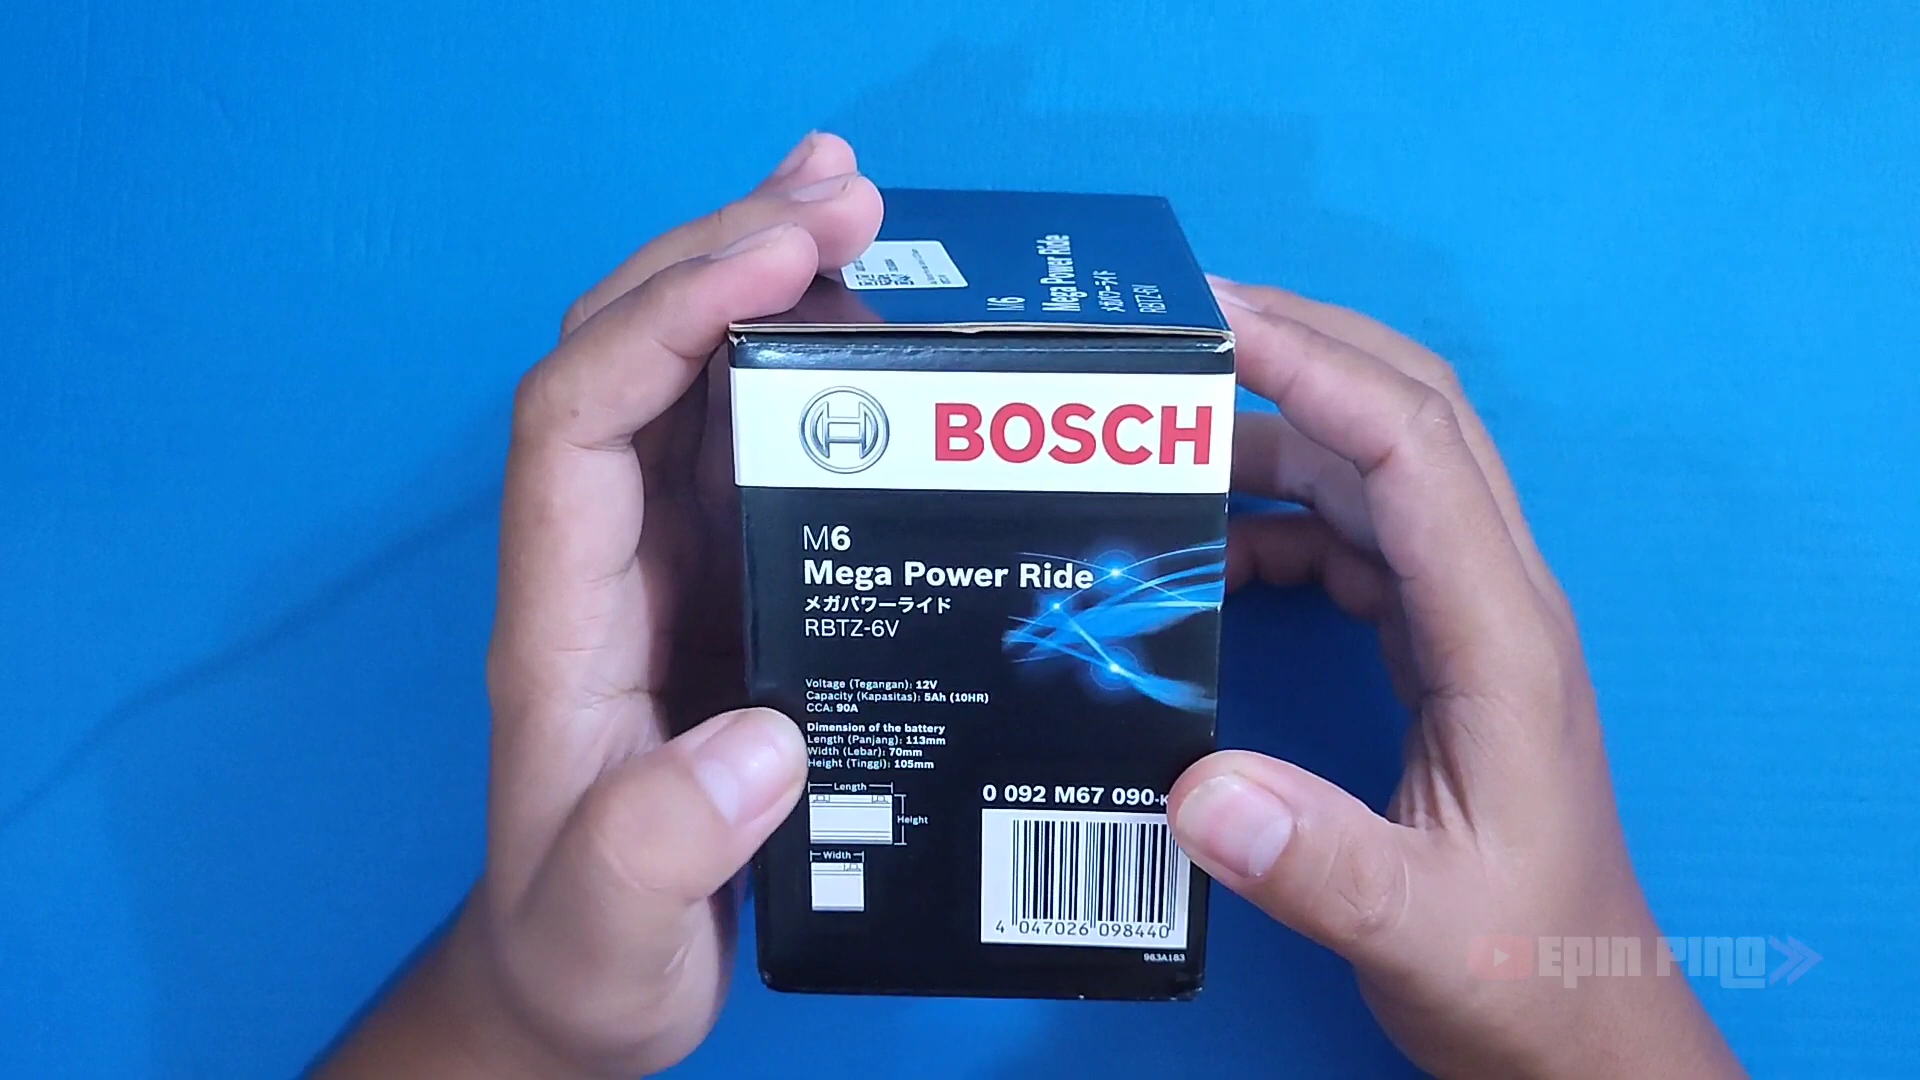 M6
Mega Power Ride
メガパワーライド
RBTZ-6V
BOSCH
M6
Mega Power Ride
メガパワーライド
RBTZ-6V
Voltage (Tegangan): 12V
Capacity (Kapasitas): 5Ah (10HR)
CCA: 90A
Dimension of the battery
Length (Panjang): 113mm
Width (Lebar): 70mm
Height (Tinggi): 105mm
Length
Height
Width
0 092 M67 090-K
4 047026 098440
963A183
EPIN PINO